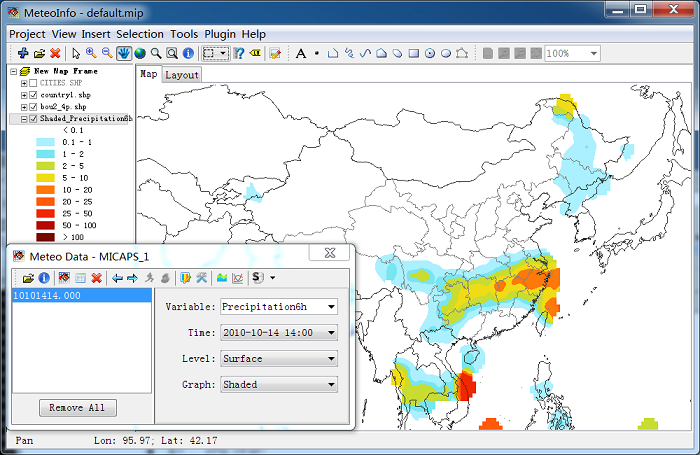 MeteoInfo - default.mip
Project View Insert Selection Tools Plugin Help
A
100%
New Map Frame
CITIES.SHP
country1.shp
bou2_4p.shp
Shaded_Precipitation6h
< 0.1
0.1 - 1
1 - 2
2 - 5
5 - 10
10 - 20
20 - 25
25 - 50
50 - 100
> 100
Map Layout
Meteo Data - MICAPS_1
S
10101414.000
Variable: Precipitation6h
Time: 2010-10-14 14:00
Level: Surface
Graph: Shaded
Remove All
Pan Lon: 95.97; Lat: 42.17